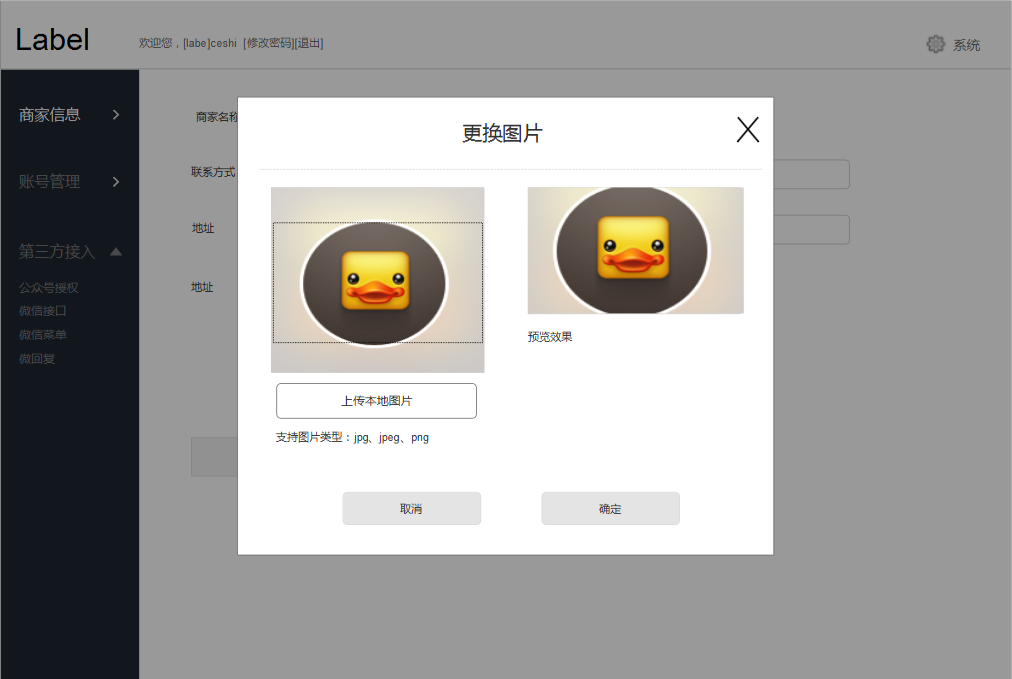 Label
欢迎您，[labe]ceshi [修改密码][退出]
系统
商家信息
账号管理
第三方接入
公众号授权
微信接口
微信菜单
微回复
商家名称
联系方式
地址
地址
更换图片
预览效果
上传本地图片
支持图片类型：jpg、jpeg、png
取消
确定